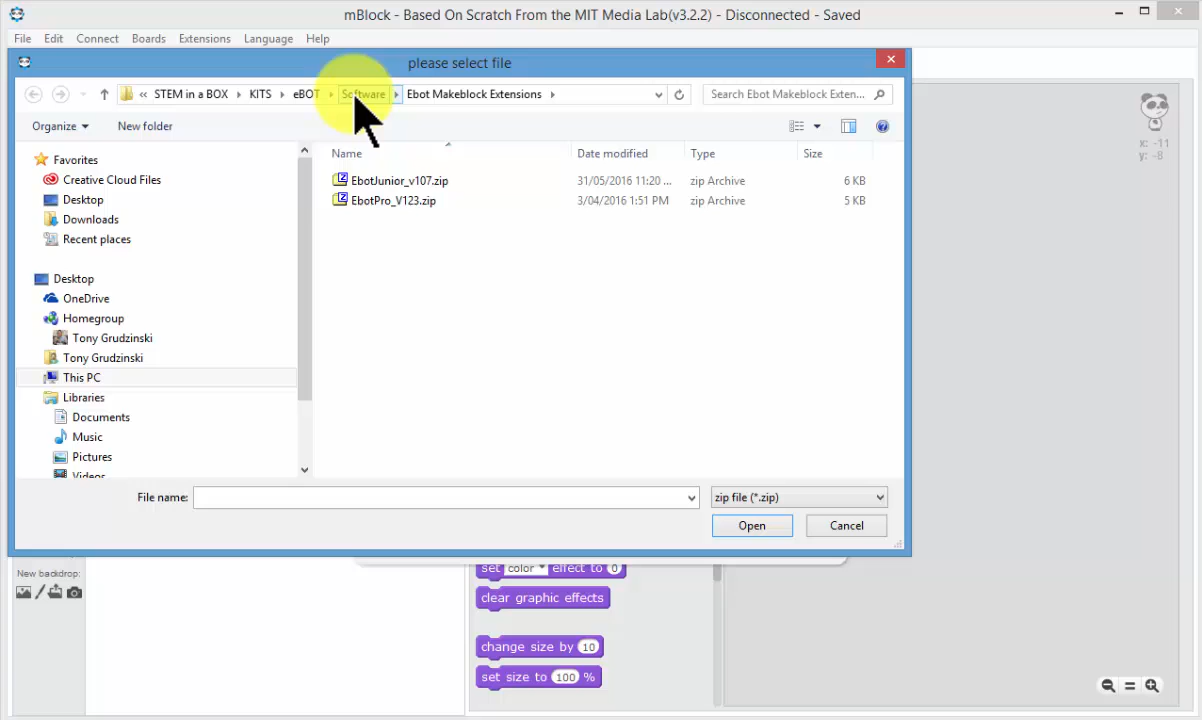 mBlock - Based On Scratch From the MIT Media Lab(v3.2.2) - Disconnected - Saved
File Edit Connect Boards Extensions Language Help
please select file
« STEM in a BOX KITS eBOT Software Ebot Makeblock Extensions Search Ebot Makeblock Exten...
Organize New folder
Name Date modified Type Size
EbotJunior_v107.zip 31/05/2016 11:20 ... zip Archive 6 KB
EbotPro_V123.zip 3/04/2016 1:51 PM zip Archive 5 KB
Favorites
Creative Cloud Files
Desktop
Downloads
Recent places
Desktop
OneDrive
Homegroup
Tony Grudzinski
Tony Grudzinski
This PC
Libraries
Documents
Music
Pictures
Videos
File name: zip file (*.zip)
Open Cancel
x: -11
y: -8
New backdrop:
set color effect to 0
clear graphic effects
change size by 10
set size to 100 %